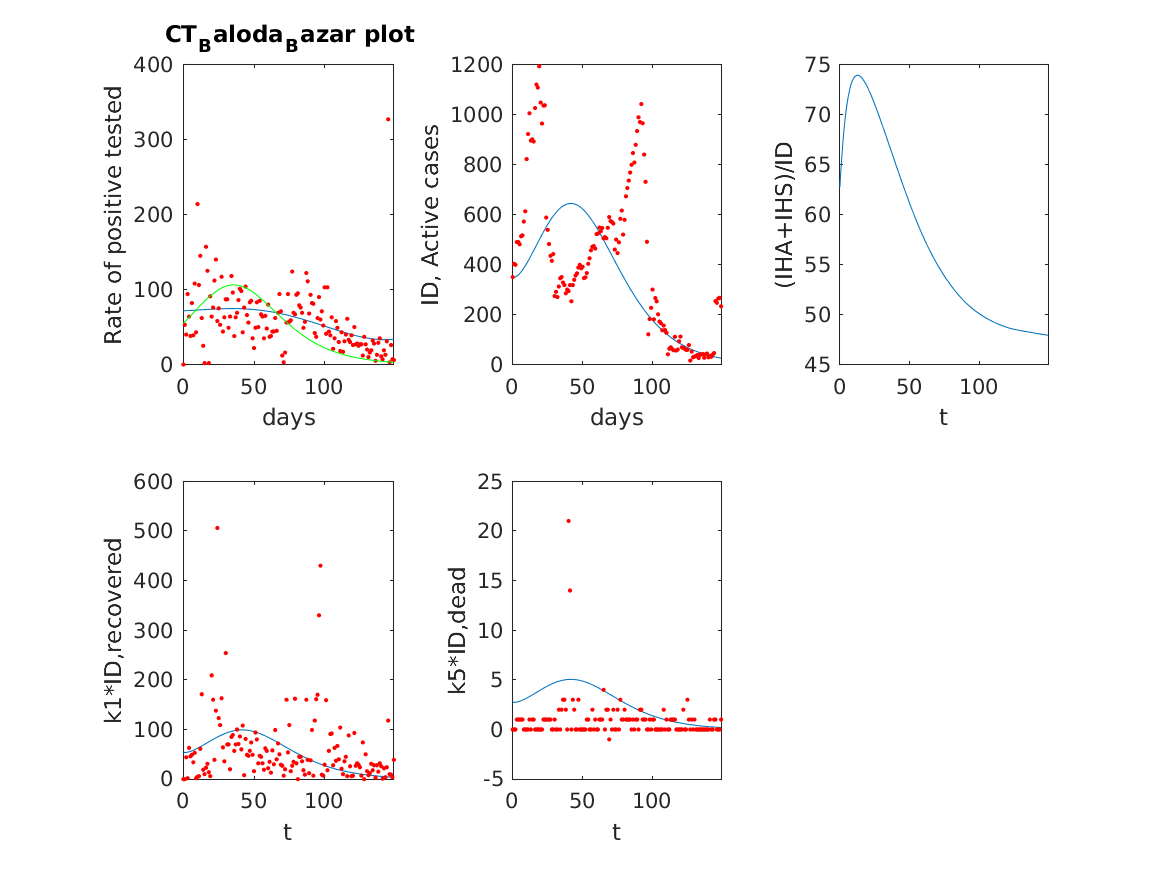 CT_Baloda_Bazar plot
400
300
200
100
0
Rate of positive tested
0 50 100
days
1200
1000
800
600
400
200
0
ID, Active cases
0 50 100
days
75
70
65
60
55
50
45
(IHA+IHS)/ID
0 50 100
t
600
500
400
300
200
100
0
k1*ID,recovered
0 50 100
t
25
20
15
10
5
0
-5
k5*ID,dead
0 50 100
t